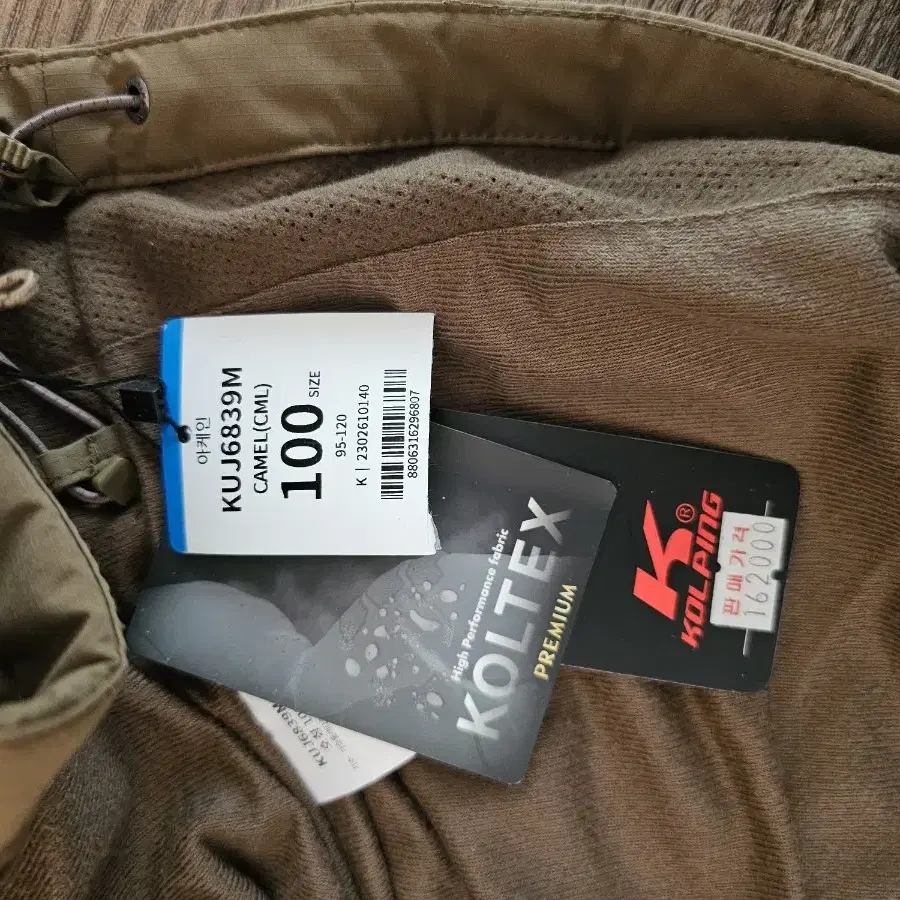 아케인
KUJ6839M
CAMEL(CML)
100 SIZE
95-120
K | 2302610140
8806316296807
High Performance fabric
KOLTEX
PREMIUM
K®
KOLPING
판매가격
162000
KUJ6839M